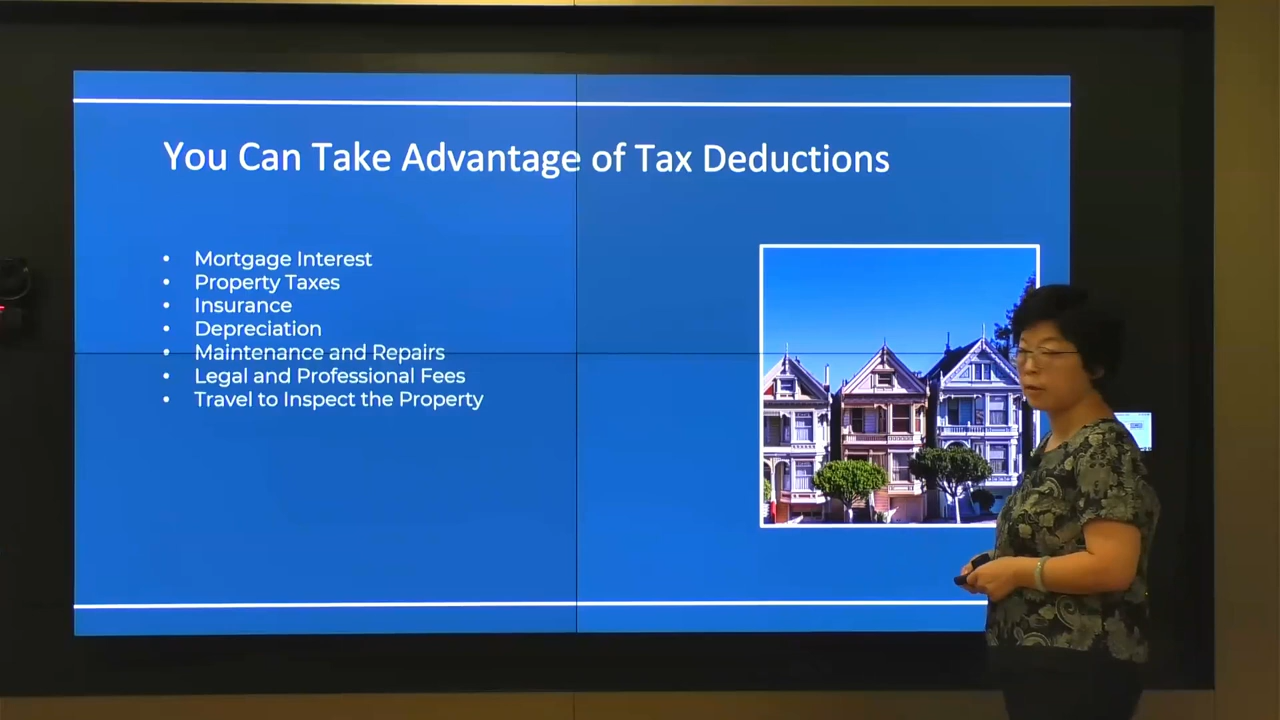 You Can Take Advantage of Tax Deductions
• Mortgage Interest
• Property Taxes
• Insurance
• Depreciation
• Maintenance and Repairs
• Legal and Professional Fees
• Travel to Inspect the Property